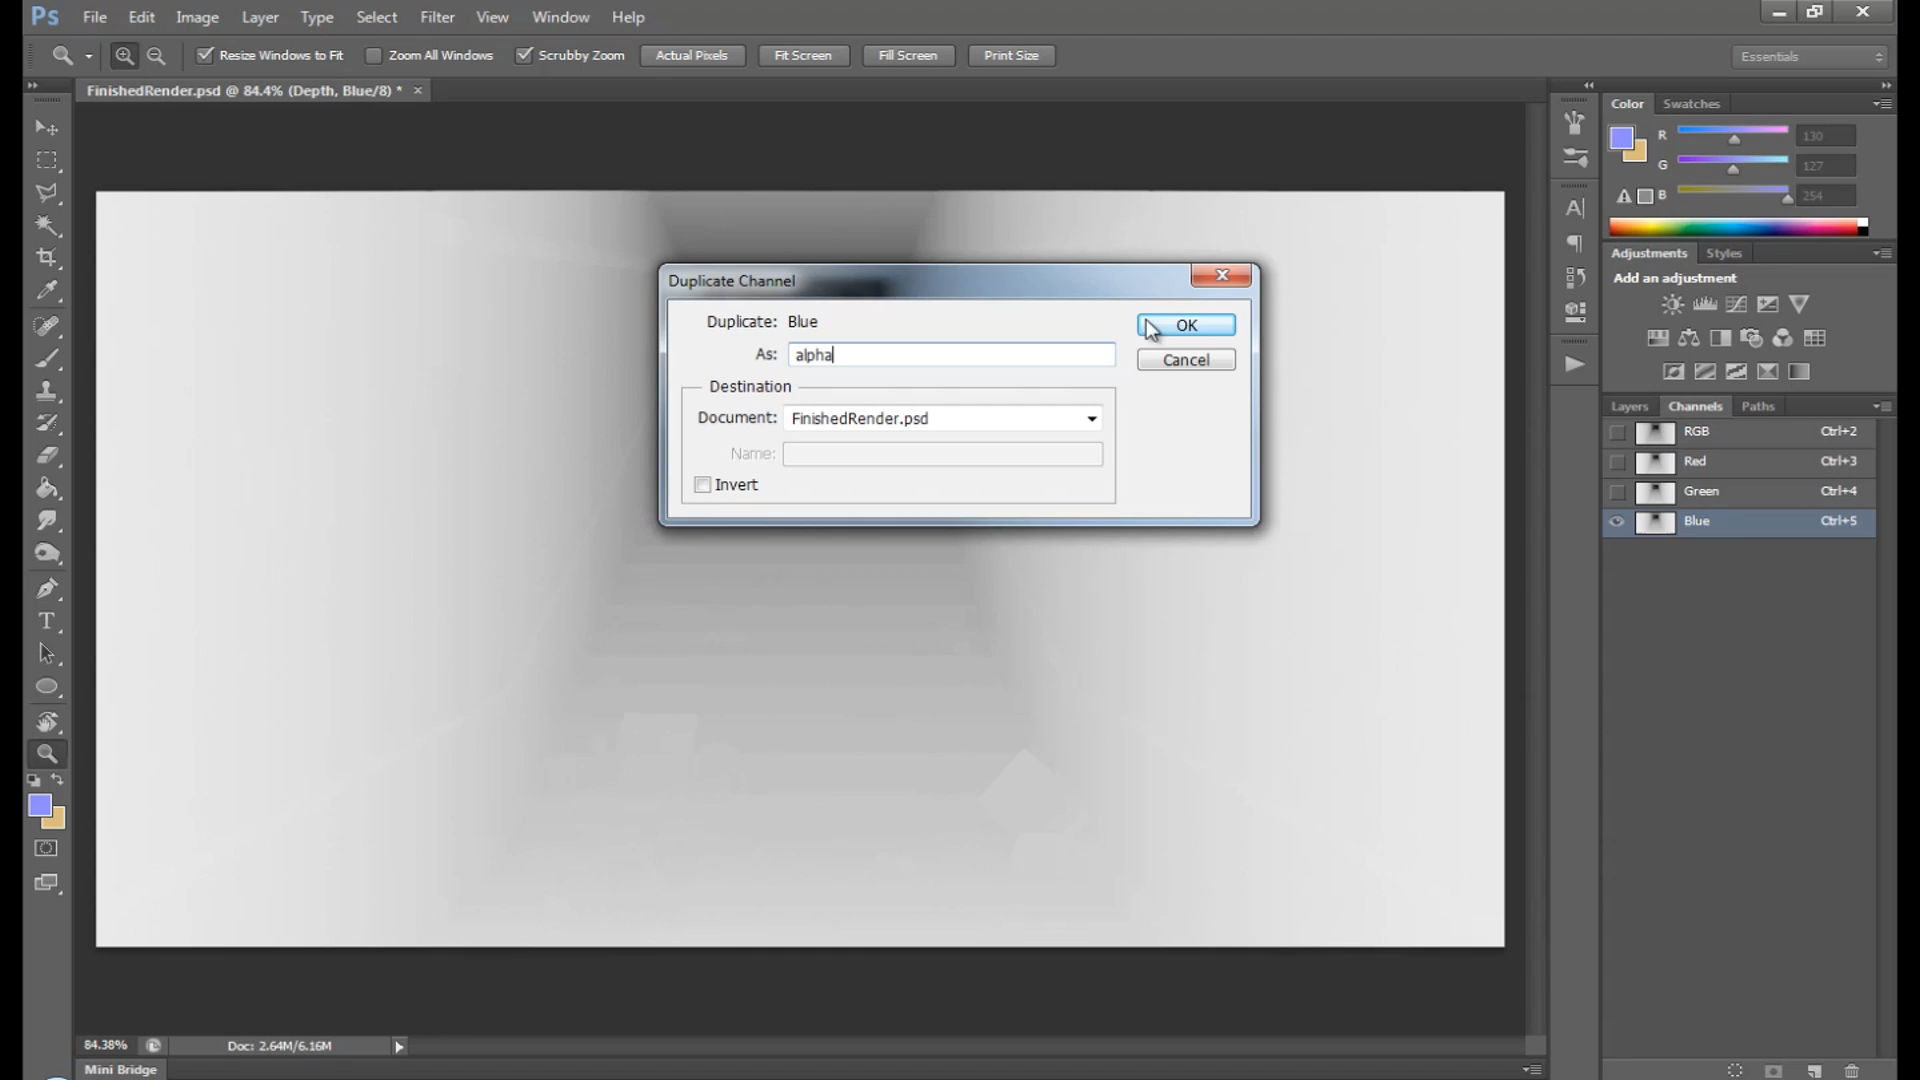 Ps File Edit Image Layer Type Select Filter View Window Help
Resize Windows to Fit Zoom All Windows Scrubby Zoom Actual Pixels Fit Screen Fill Screen Print Size Essentials
FinishedRender.psd @ 84.4% (Depth, Blue/8) * ×
Color Swatches
R 130
G 127
B 254
Adjustments Styles
Add an adjustment
Duplicate Channel
Duplicate: Blue
OK
As: alpha
Cancel
Destination
Document: FinishedRender.psd
Name:
Invert
Layers Channels Paths
RGB Ctrl+2
Red Ctrl+3
Green Ctrl+4
Blue Ctrl+5
84.38% Doc: 2.64M/6.16M
Mini Bridge